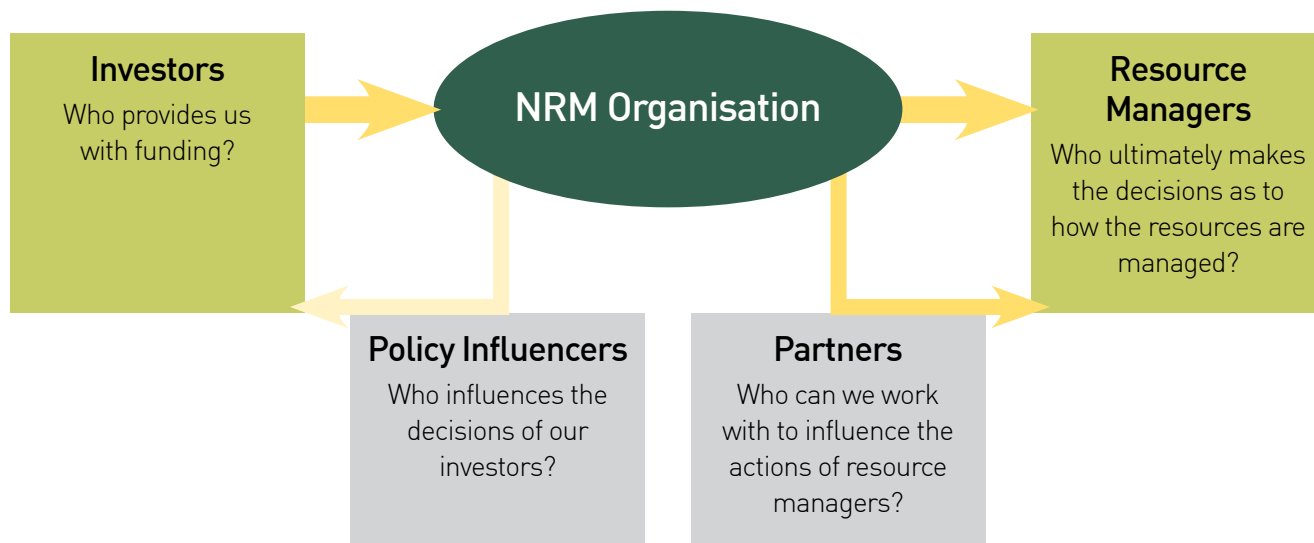 Investors
Who provides us
with funding?
NRM Organisation
Resource
Managers
Who ultimately makes
the decisions as to
how the resources are
managed?
Policy Influencers
Who influences the
decisions of our
investors?
Partners
Who can we work
with to influence the
actions of resource
managers?